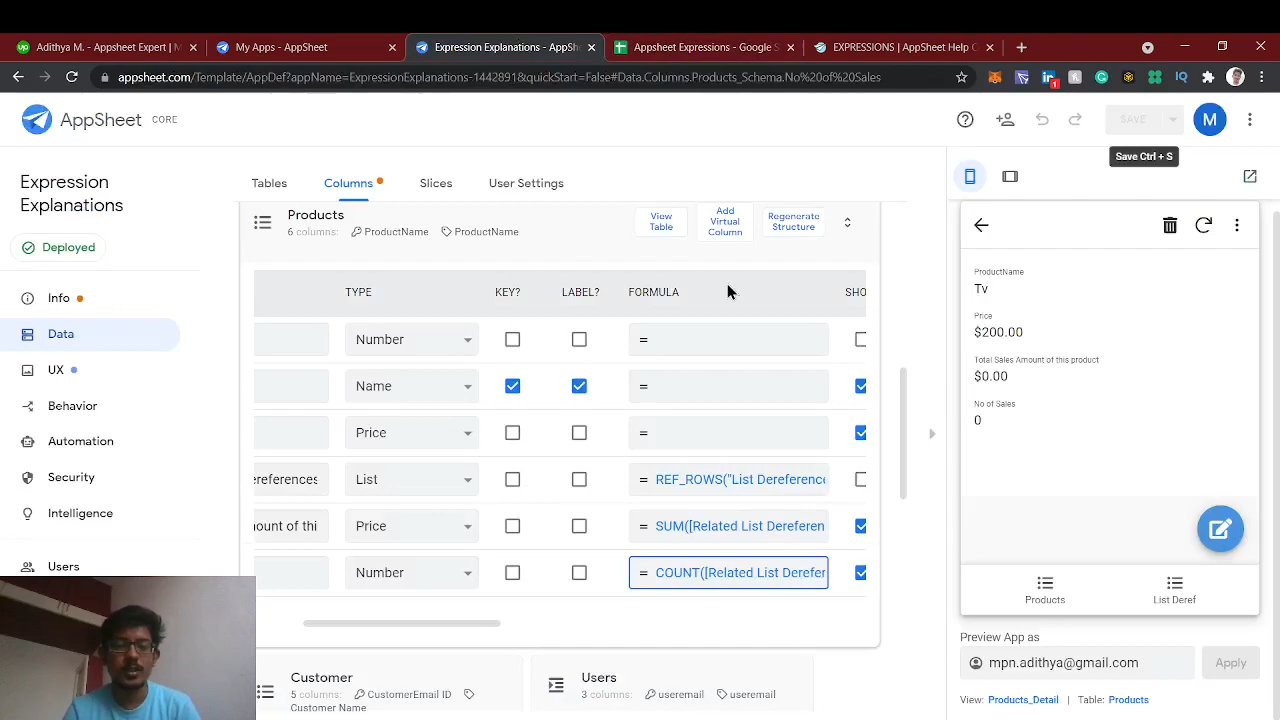 Adithya M. - Appsheet Expert | M
My Apps - AppSheet
Expression Explanations - AppSh
Appsheet Expressions - Google S
EXPRESSIONS | AppSheet Help C
appsheet.com/Template/AppDef?appName=ExpressionExplanations-1442891&quickStart=False#Data.Columns.Products_Schema.No %20of%20Sales
AppSheet CORE
SAVE
M
Save Ctrl + S
Expression
Explanations
Deployed
Info
Data
UX
Behavior
Automation
Security
Intelligence
Users
Tables
Columns
Slices
User Settings
Products
6 columns: ProductName ProductName
View
Table
Add
Virtual
Column
Regenerate
Structure
TYPE KEY? LABEL? FORMULA SHO
Number =
Name =
Price =
ereferences List = REF_ROWS("List Dereference
mount of thi Price = SUM([Related List Dereferen
Number = COUNT([Related List Derefer
Customer
5 columns: CustomerEmail ID
Customer Name
Users
3 columns: useremail useremail
ProductName
Tv
Price
$200.00
Total Sales Amount of this product
$0.00
No of Sales
0
Products
List Deref
Preview App as
mpn.adithya@gmail.com
Apply
View: Products_Detail | Table: Products